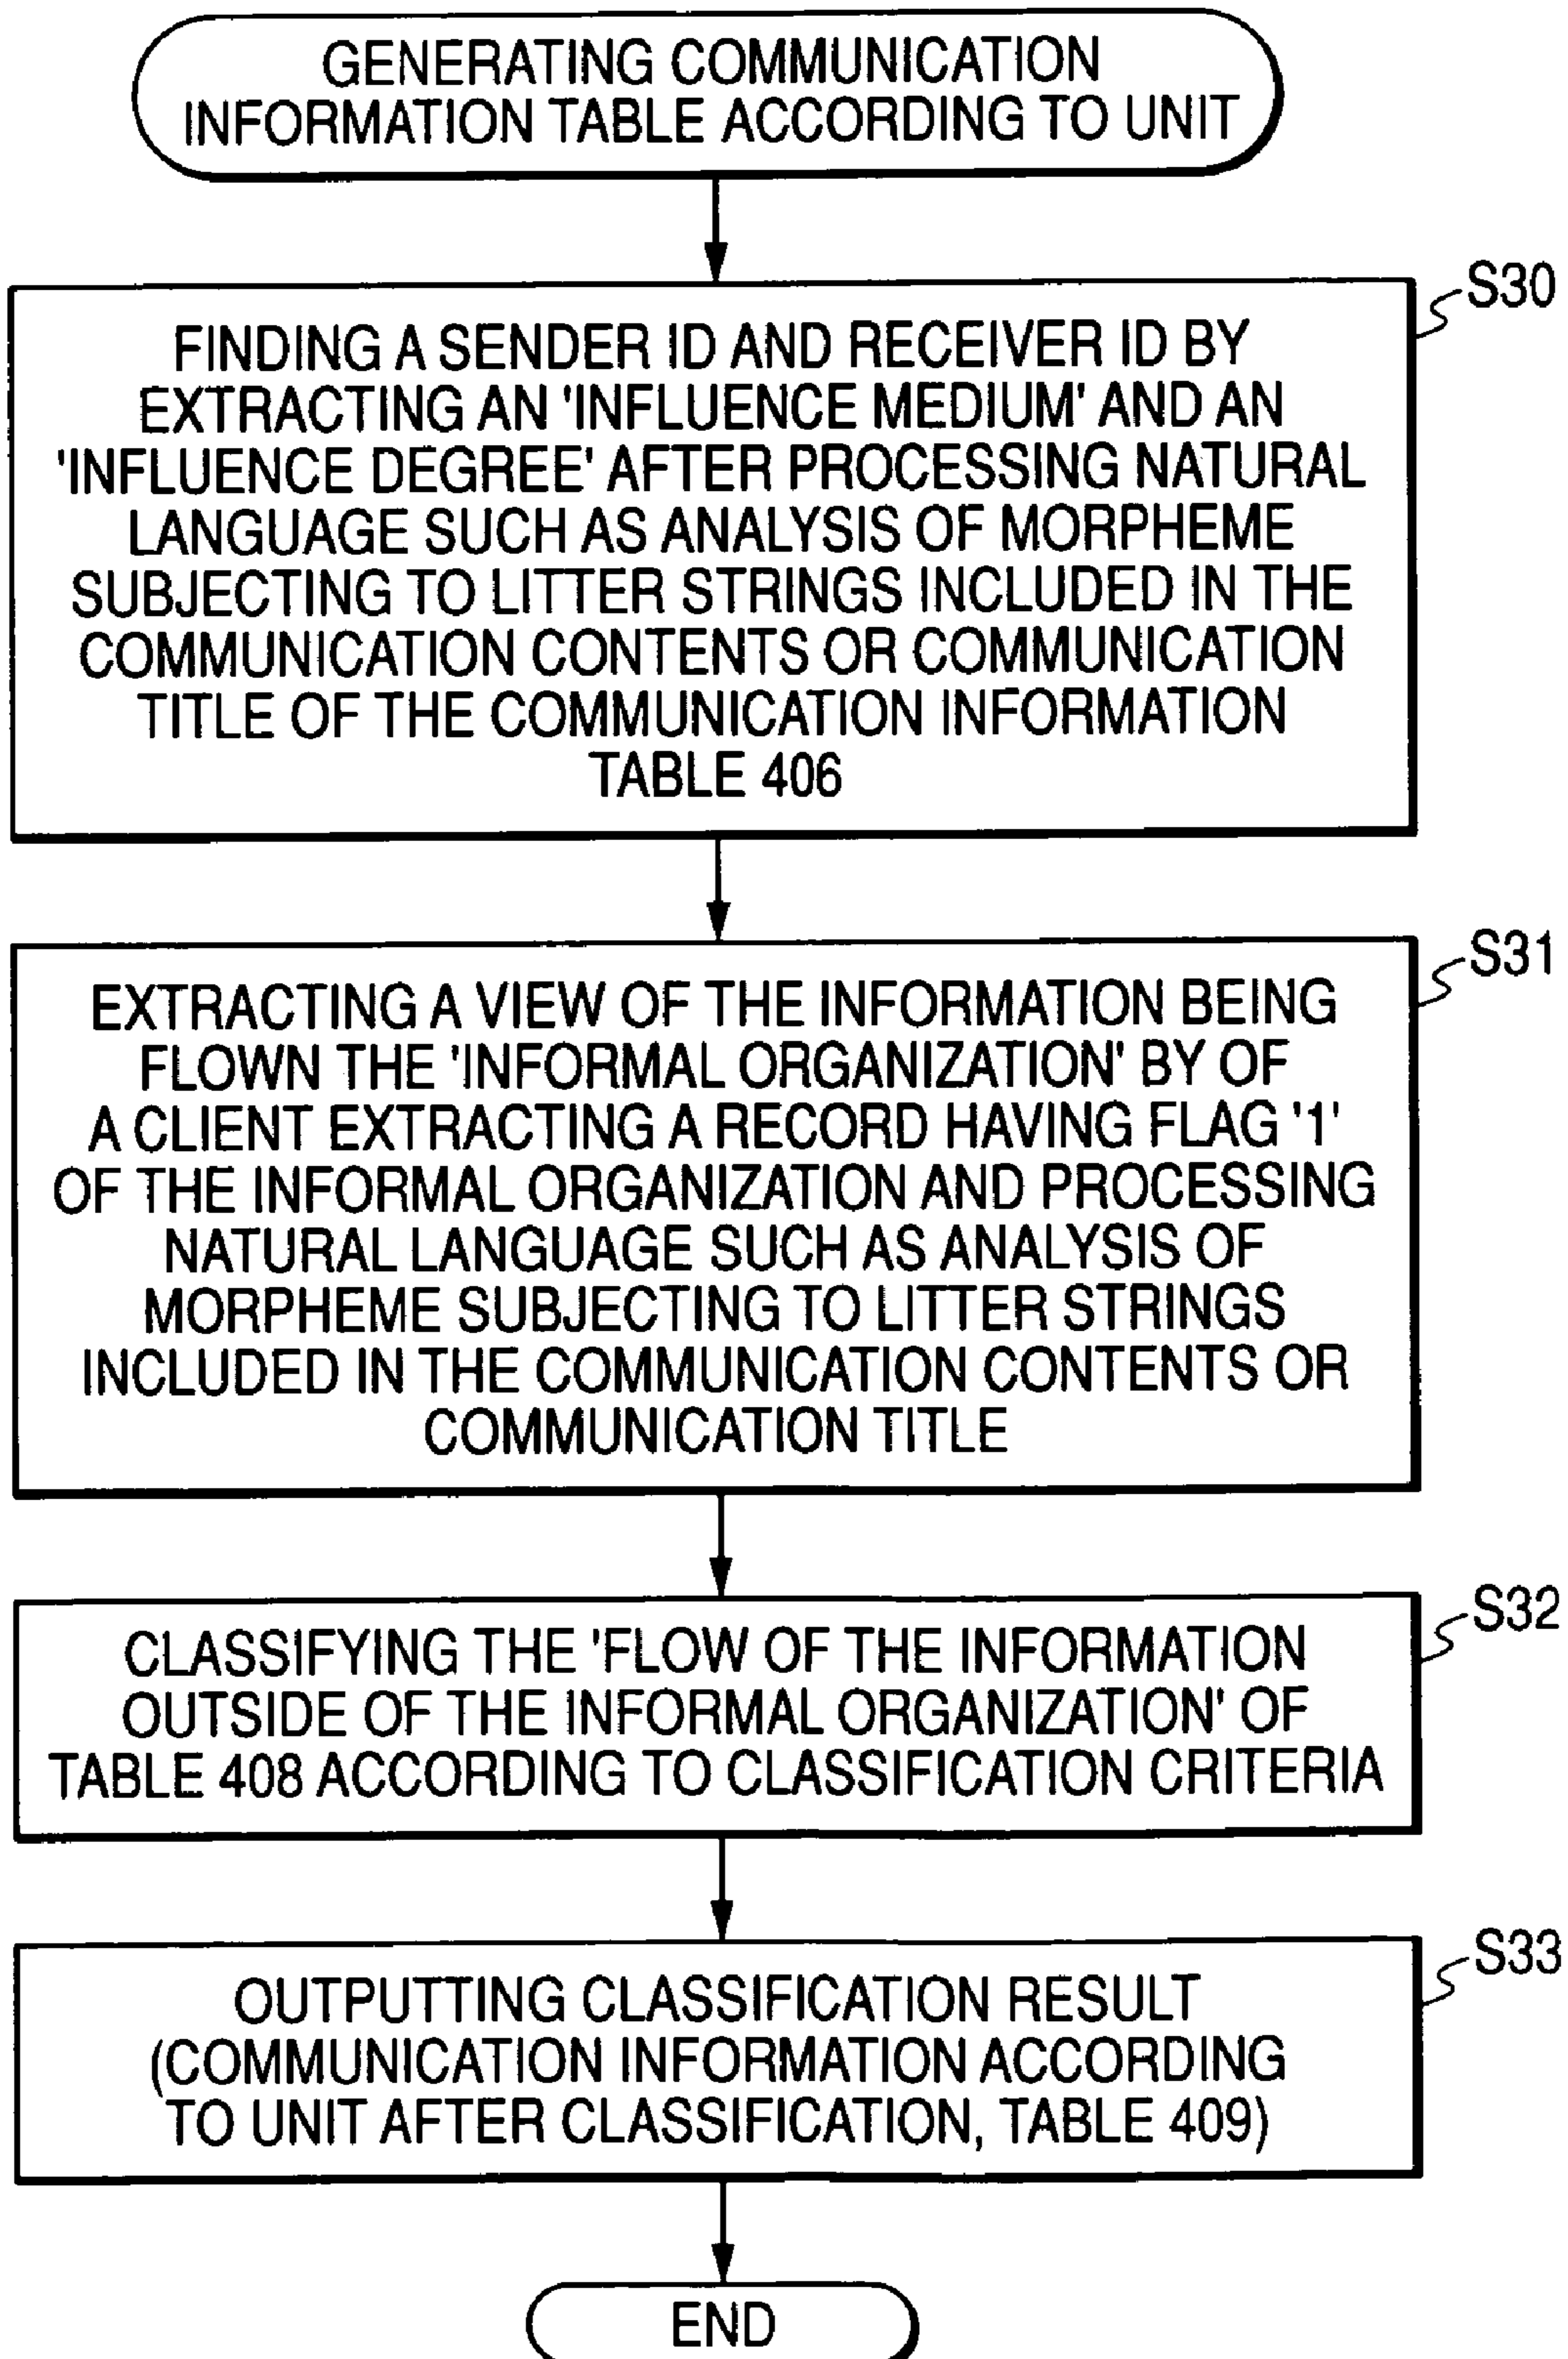 GENERATING COMMUNICATION
INFORMATION TABLE ACCORDING TO UNIT
S30
FINDING A SENDER ID AND RECEIVER ID BY
EXTRACTING AN 'INFLUENCE MEDIUM' AND AN
'INFLUENCE DEGREE' AFTER PROCESSING NATURAL
LANGUAGE SUCH AS ANALYSIS OF MORPHEME
SUBJECTING TO LITTER STRINGS INCLUDED IN THE
COMMUNICATION CONTENTS OR COMMUNICATION
TITLE OF THE COMMUNICATION INFORMATION
TABLE 406
S31
EXTRACTING A VIEW OF THE INFORMATION BEING
FLOWN THE 'INFORMAL ORGANIZATION' BY OF
A CLIENT EXTRACTING A RECORD HAVING FLAG '1'
OF THE INFORMAL ORGANIZATION AND PROCESSING
NATURAL LANGUAGE SUCH AS ANALYSIS OF
MORPHEME SUBJECTING TO LITTER STRINGS
INCLUDED IN THE COMMUNICATION CONTENTS OR
COMMUNICATION TITLE
S32
CLASSIFYING THE 'FLOW OF THE INFORMATION
OUTSIDE OF THE INFORMAL ORGANIZATION' OF
TABLE 408 ACCORDING TO CLASSIFICATION CRITERIA
S33
OUTPUTTING CLASSIFICATION RESULT
(COMMUNICATION INFORMATION ACCORDING
TO UNIT AFTER CLASSIFICATION, TABLE 409)
END